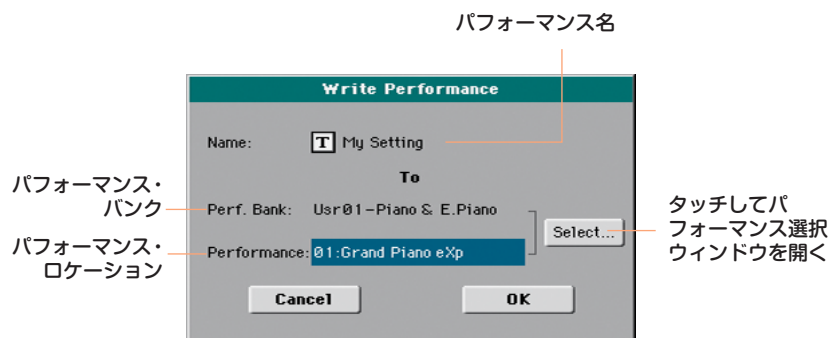 パフォーマンス名
Write Performance
Name: T My Setting
To
パフォーマンス・
バンク
Perf. Bank: Usr01-Piano & E.Piano
Select...
タッチしてパ
フォーマンス選択
ウィンドウを開く
パフォーマンス・
ロケーション
Performance: 01:Grand Piano eXp
Cancel OK